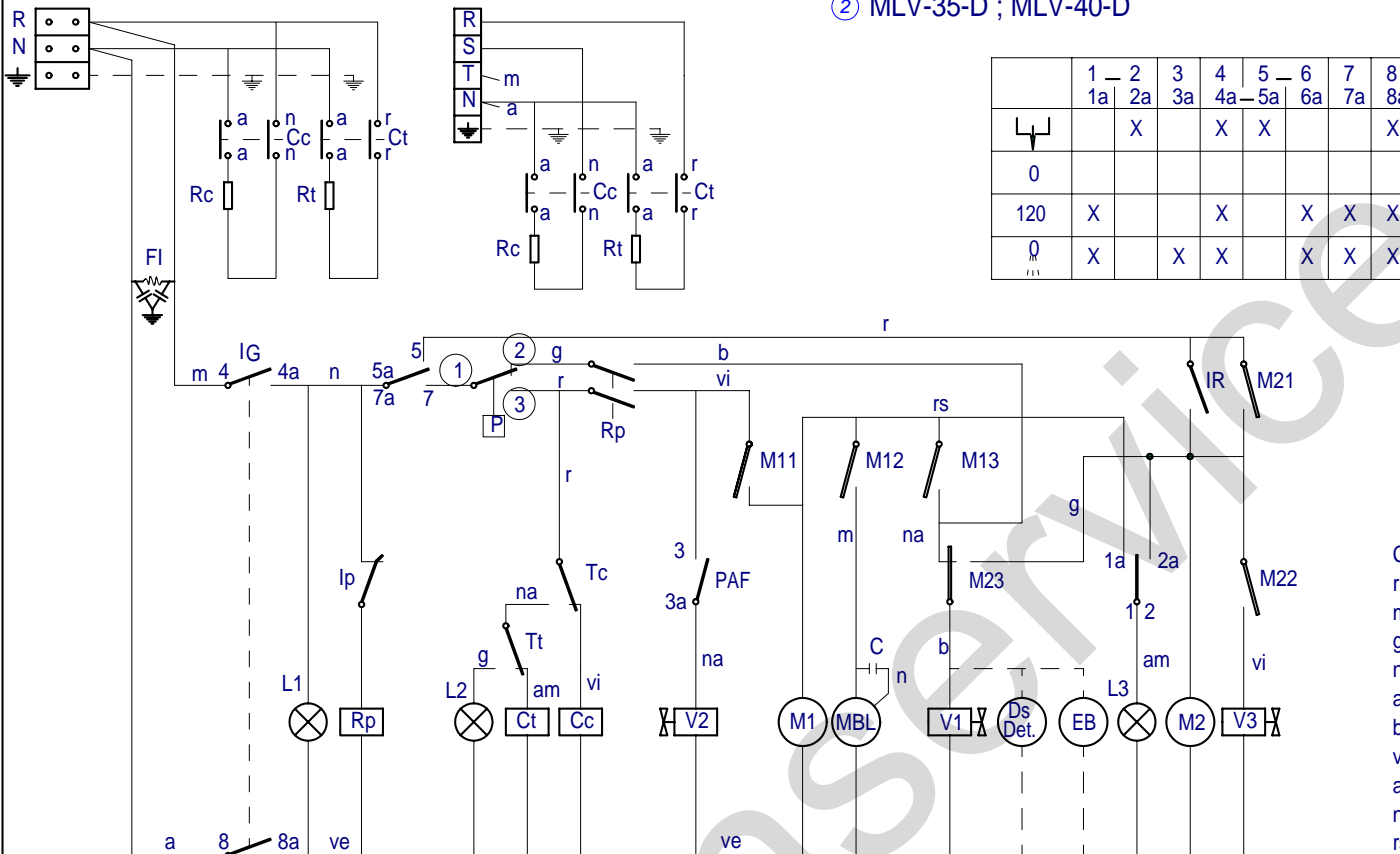 ② MLV-35-D ; MLV-40-D
R
N
R
S
T
N
m
a
a n a r
Cc Ct
a n a r
Rc Rt
a n a r
Cc Ct
a n a r
Rc Rt
1 – 2 3 4 5 – 6 7 8
1a 2a 3a 4a – 5a 6a 7a 8a
X X X X
0
120 X X X X X
0 X X X X X X
FI
m 4 IG 4a n 5a 5 r
7a 7 1 2 g b
3 r vi
P Rp
IR M21
rs
M11 M12 M13
r g
m na
Ip Tc 3 PAF 3a
M23 1a 2a M22
1 2
na Tt
g am vi na
C n b am vi
L1 Rp L2 Ct Cc V2 M1 MBL V1 Ds Det. EB L3 M2 V3
a 8 8a ve ve
nservice